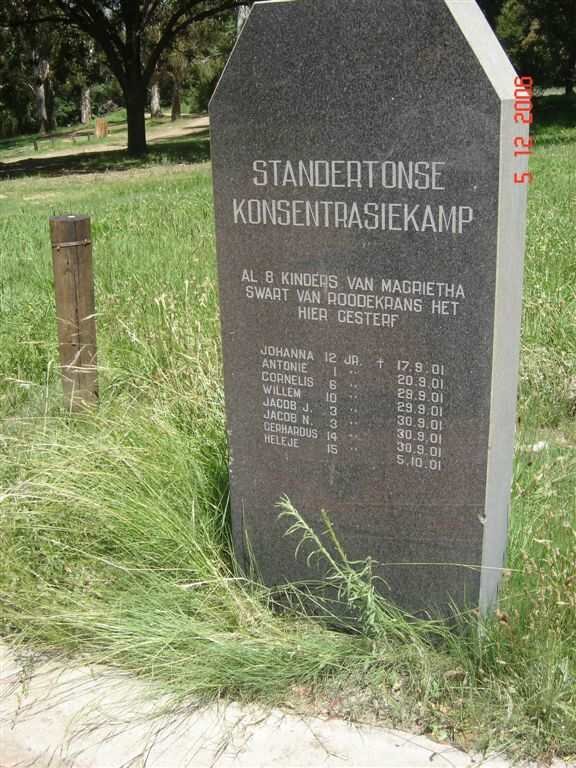 STANDERTONSE
KONSENTRASIEKAMP
AL 8 KINDERS VAN MAGRIETHA
SWART VAN ROODEKRANS HET
HIER GESTERF
JOHANNA 12 JR. † 17.9.01
ANTONIE 1 " 20.9.01
CORNELIS 6 " 29.9.01
WILLEM 10 " 29.9.01
JACOB J. 3 " 30.9.01
JACOB N. 3 " 30.9.01
GERHARDUS 14 " 30.9.01
HELEJE 15 " 5.10.01
5 12 2006